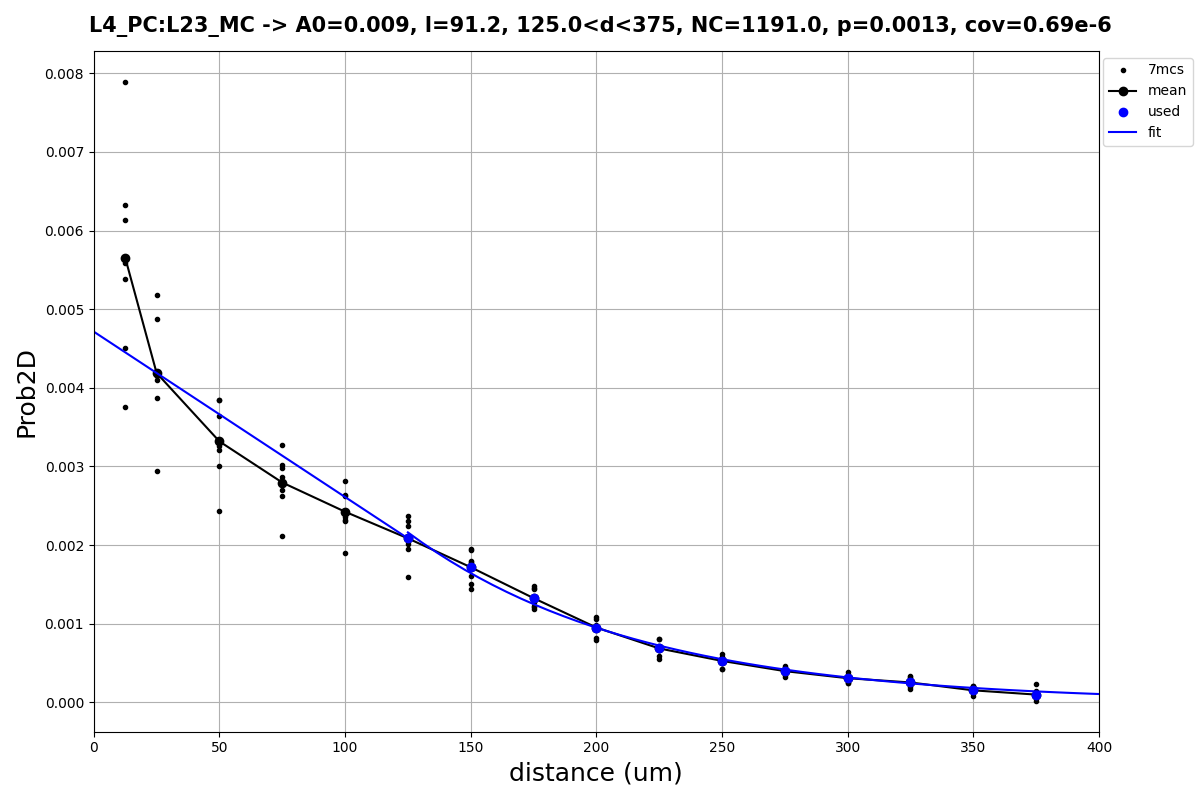 L4_PC:L23_MC -> A0=0.009, l=91.2, 125.0<d<375, NC=1191.0, p=0.0013, cov=0.69e-6
0.008
0.007
0.006
0.005
0.004
0.003
0.002
0.001
0.000
Prob2D
0 50 100 150 200 250 300 350 400
distance (um)
7mcs
mean
used
fit